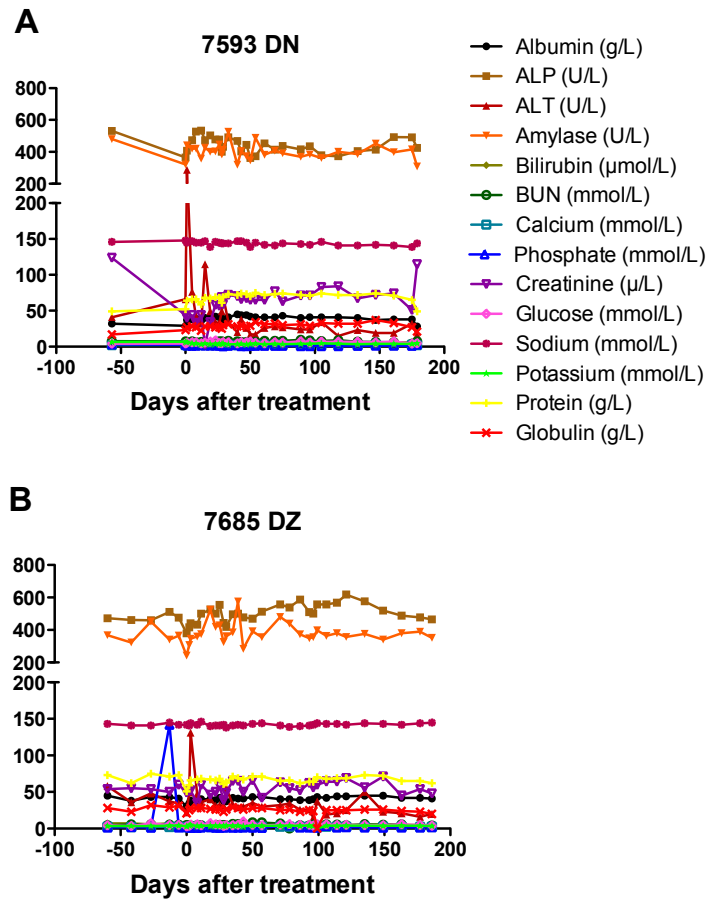 A
7593 DN
800
600
400
200
200
150
100
50
0
-100
-50
0
50
100
150
200
Days after treatment
Albumin (g/L)
ALP (U/L)
ALT (U/L)
Amylase (U/L)
Bilirubin (µmol/L)
BUN (mmol/L)
Calcium (mmol/L)
Phosphate (mmol/L)
Creatinine (µ/L)
Glucose (mmol/L)
Sodium (mmol/L)
Potassium (mmol/L)
Protein (g/L)
Globulin (g/L)
B
7685 DZ
800
600
400
200
200
150
100
50
0
-100
-50
0
50
100
150
200
Days after treatment